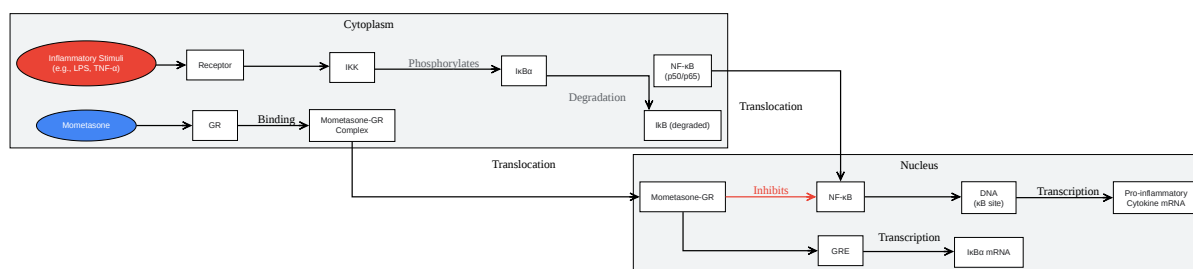 Cytoplasm
Inflammatory Stimuli
(e.g., LPS, TNF-α)
Receptor
IKK
Phosphorylates
IκBα
NF-κB
(p50/p65)
Degradation
Translocation
Mometasone
GR
Binding
Mometasone-GR
Complex
IkB (degraded)
Translocation
Nucleus
Mometasone-GR
Inhibits
NF-κB
DNA
(κB site)
Transcription
Pro-inflammatory
Cytokine mRNA
GRE
Transcription
IκBα mRNA